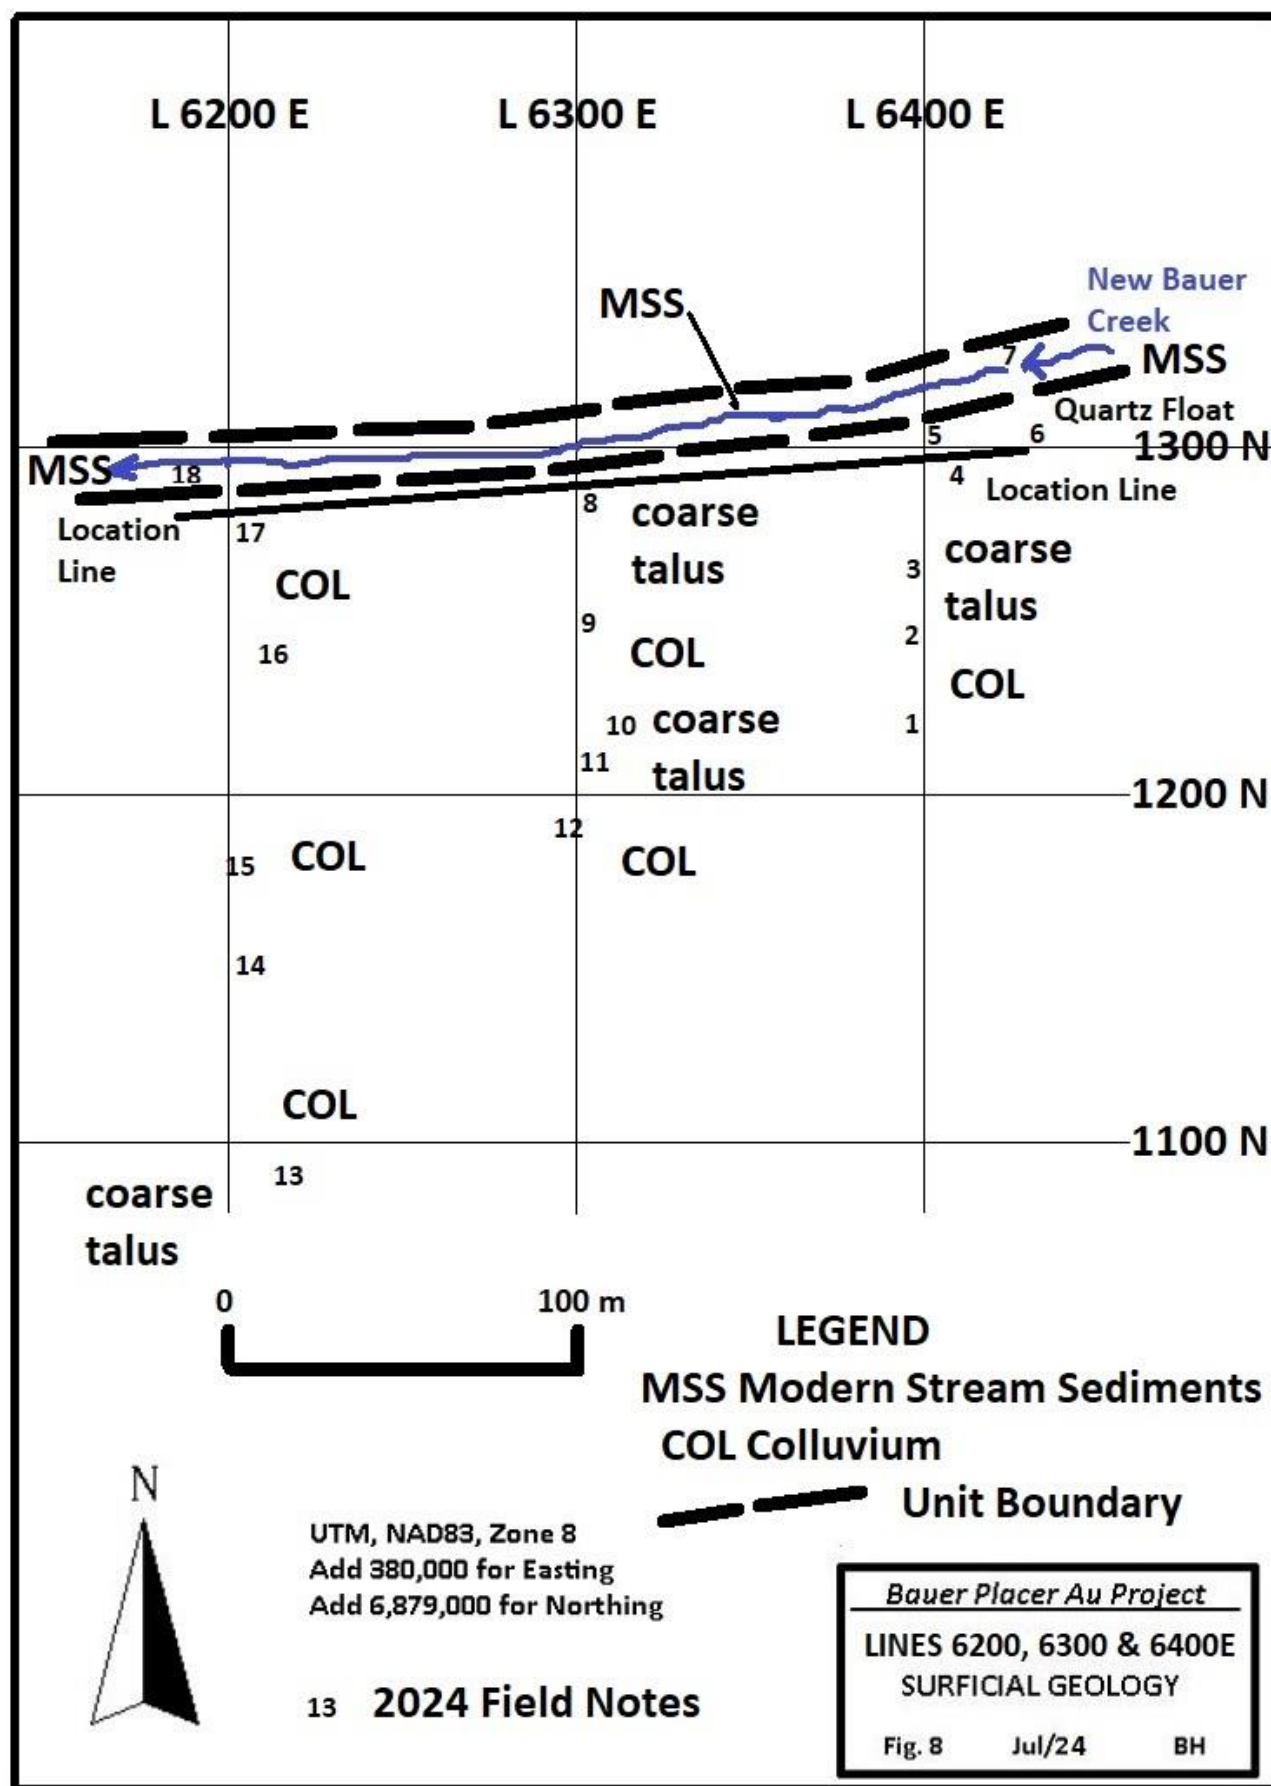 L 6200 E L 6300 E L 6400 E
New Bauer
Creek
MSS
7
MSS
Quartz Float
5 6
1300 N
MSS 18 4
Location Line
8 coarse
talus
Location
Line
17
COL
3 coarse
talus
9 2
16 COL
COL
10 coarse
talus
1
11
1200 N
12
15 COL COL
14
COL
1100 N
13
coarse
talus
0 100 m
LEGEND
MSS Modern Stream Sediments
COL Colluvium
Unit Boundary
N
UTM, NAD83, Zone 8
Add 380,000 for Easting
Add 6,879,000 for Northing
13 2024 Field Notes
Bauer Placer Au Project
LINES 6200, 6300 & 6400E
SURFICIAL GEOLOGY
Fig. 8 Jul/24 BH